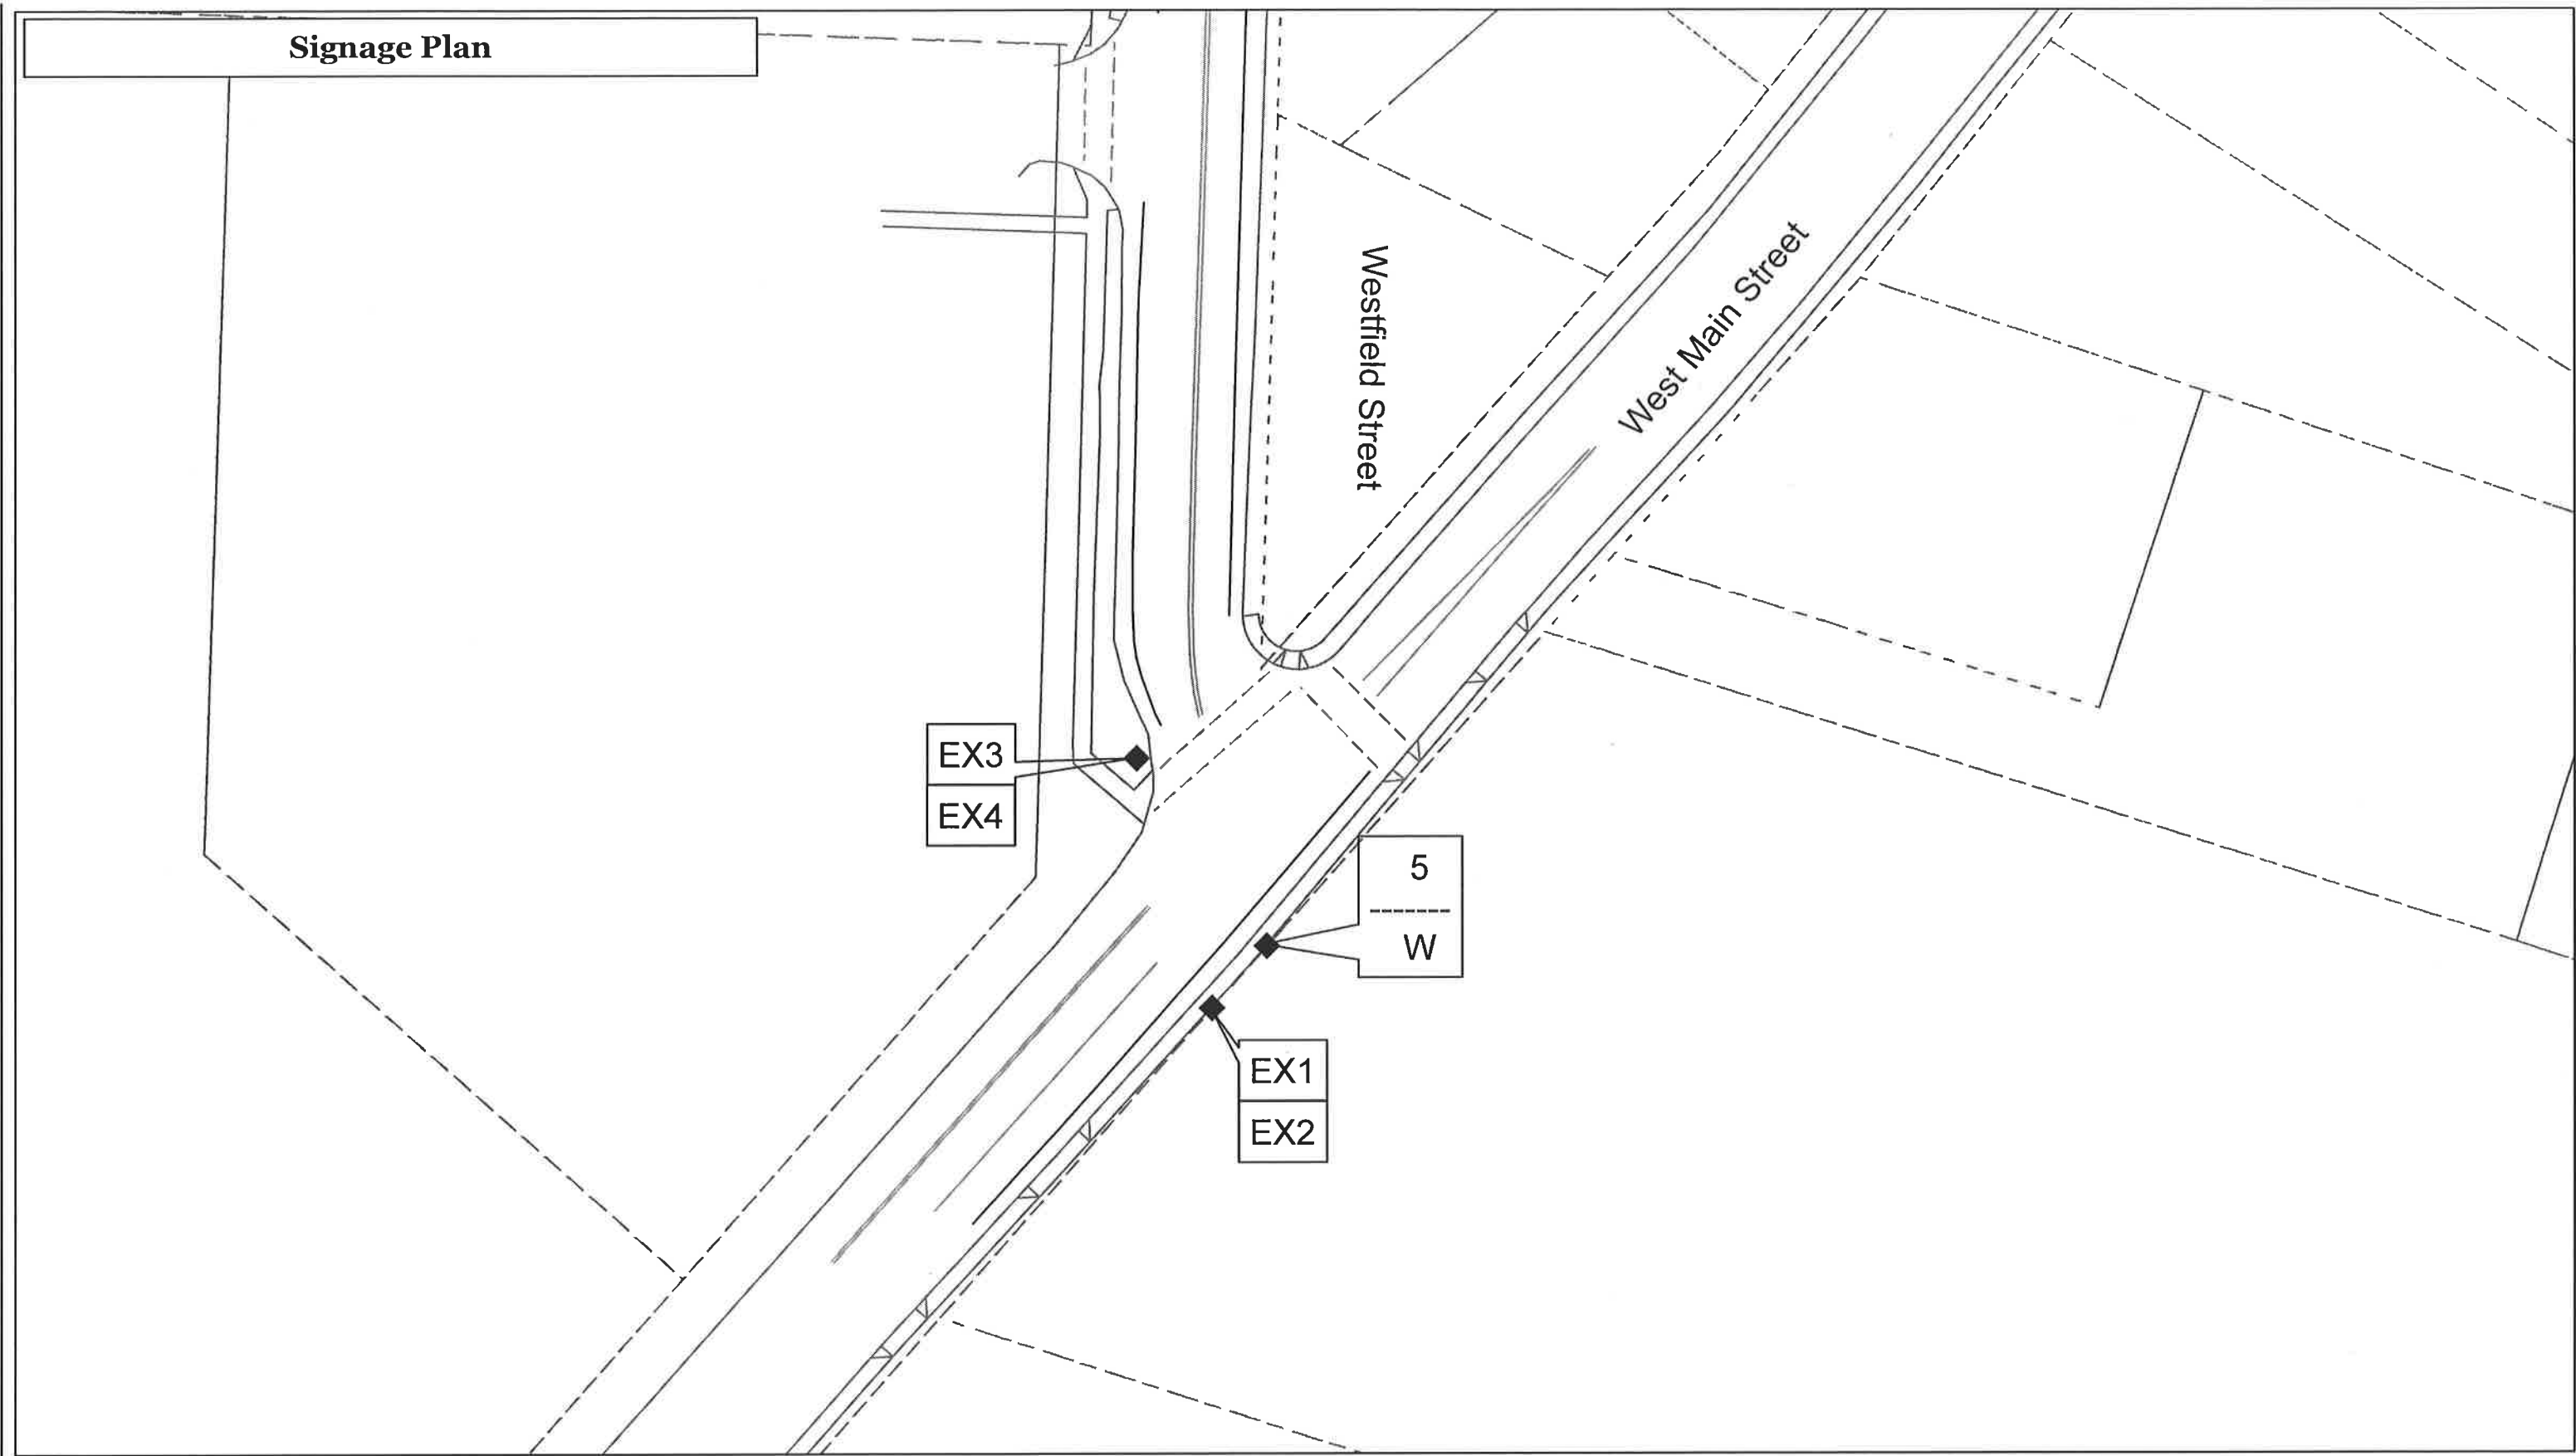 Signage Plan
Westfield Street
West Main Street
EX3
EX4
5
W
EX1
EX2